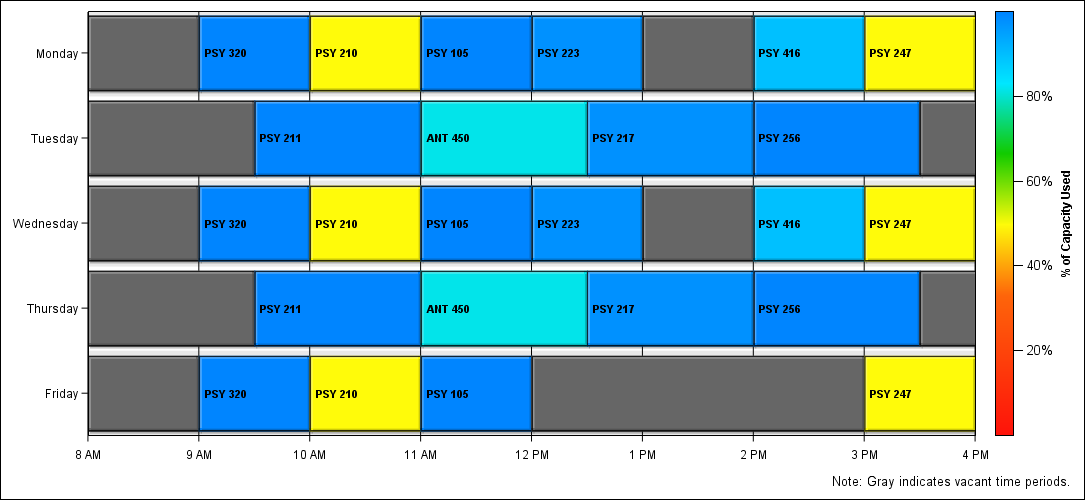 Monday
PSY 320
PSY 210
PSY 105
PSY 223
PSY 416
PSY 247
Tuesday
PSY 211
ANT 450
PSY 217
PSY 256
Wednesday
PSY 320
PSY 210
PSY 105
PSY 223
PSY 416
PSY 247
Thursday
PSY 211
ANT 450
PSY 217
PSY 256
Friday
PSY 320
PSY 210
PSY 105
PSY 247
8 AM
9 AM
10 AM
11 AM
12 PM
1 PM
2 PM
3 PM
4 PM
80%
60%
40%
20%
% of Capacity Used
Note: Gray indicates vacant time periods.